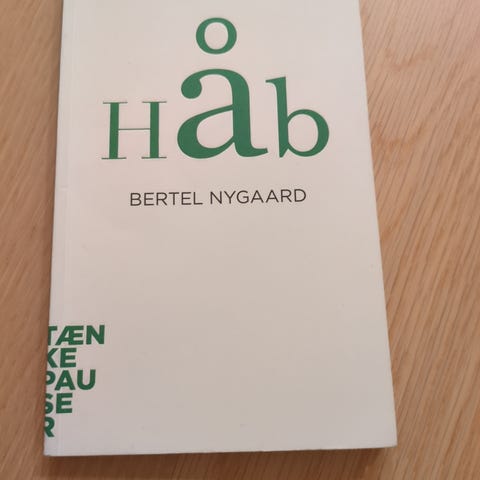 Håb
BERTEL NYGAARD
TÆN
KE
PAU
SE
R